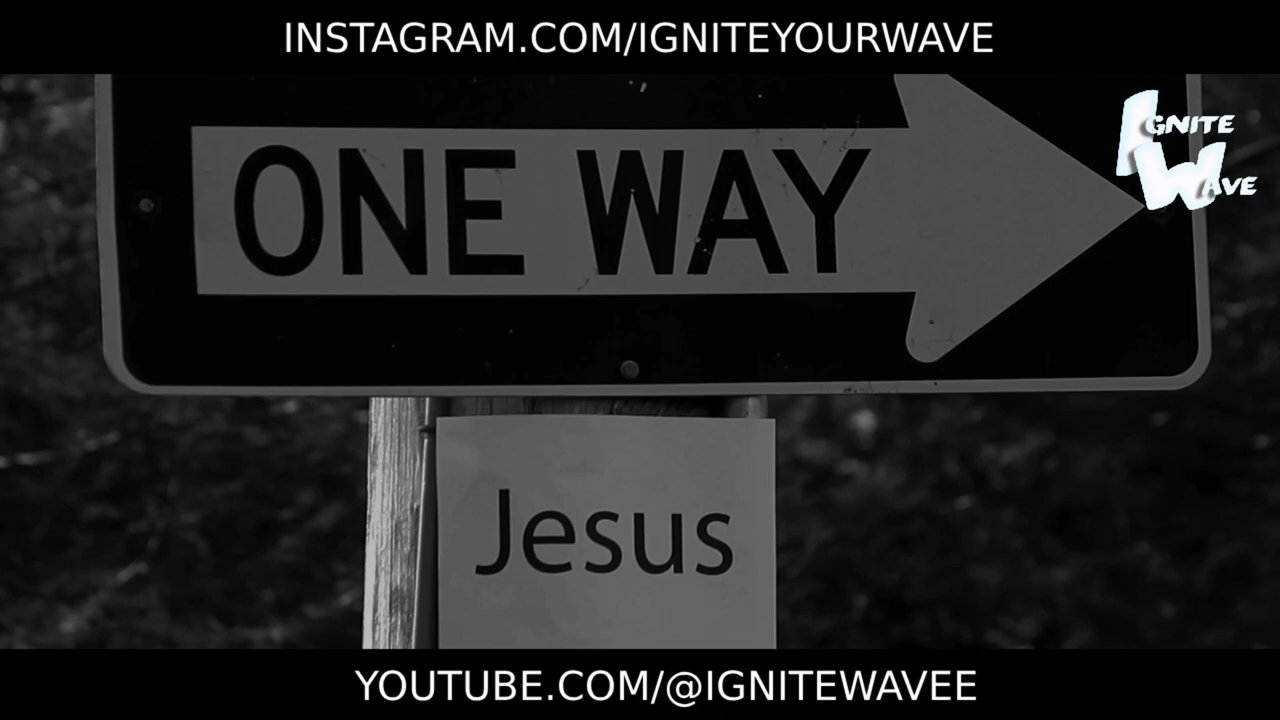 INSTAGRAM.COM/IGNITEYOURWAVE
IGNITE
WAVE
ONE WAY
Jesus
YOUTUBE.COM/@IGNITEWAVEE